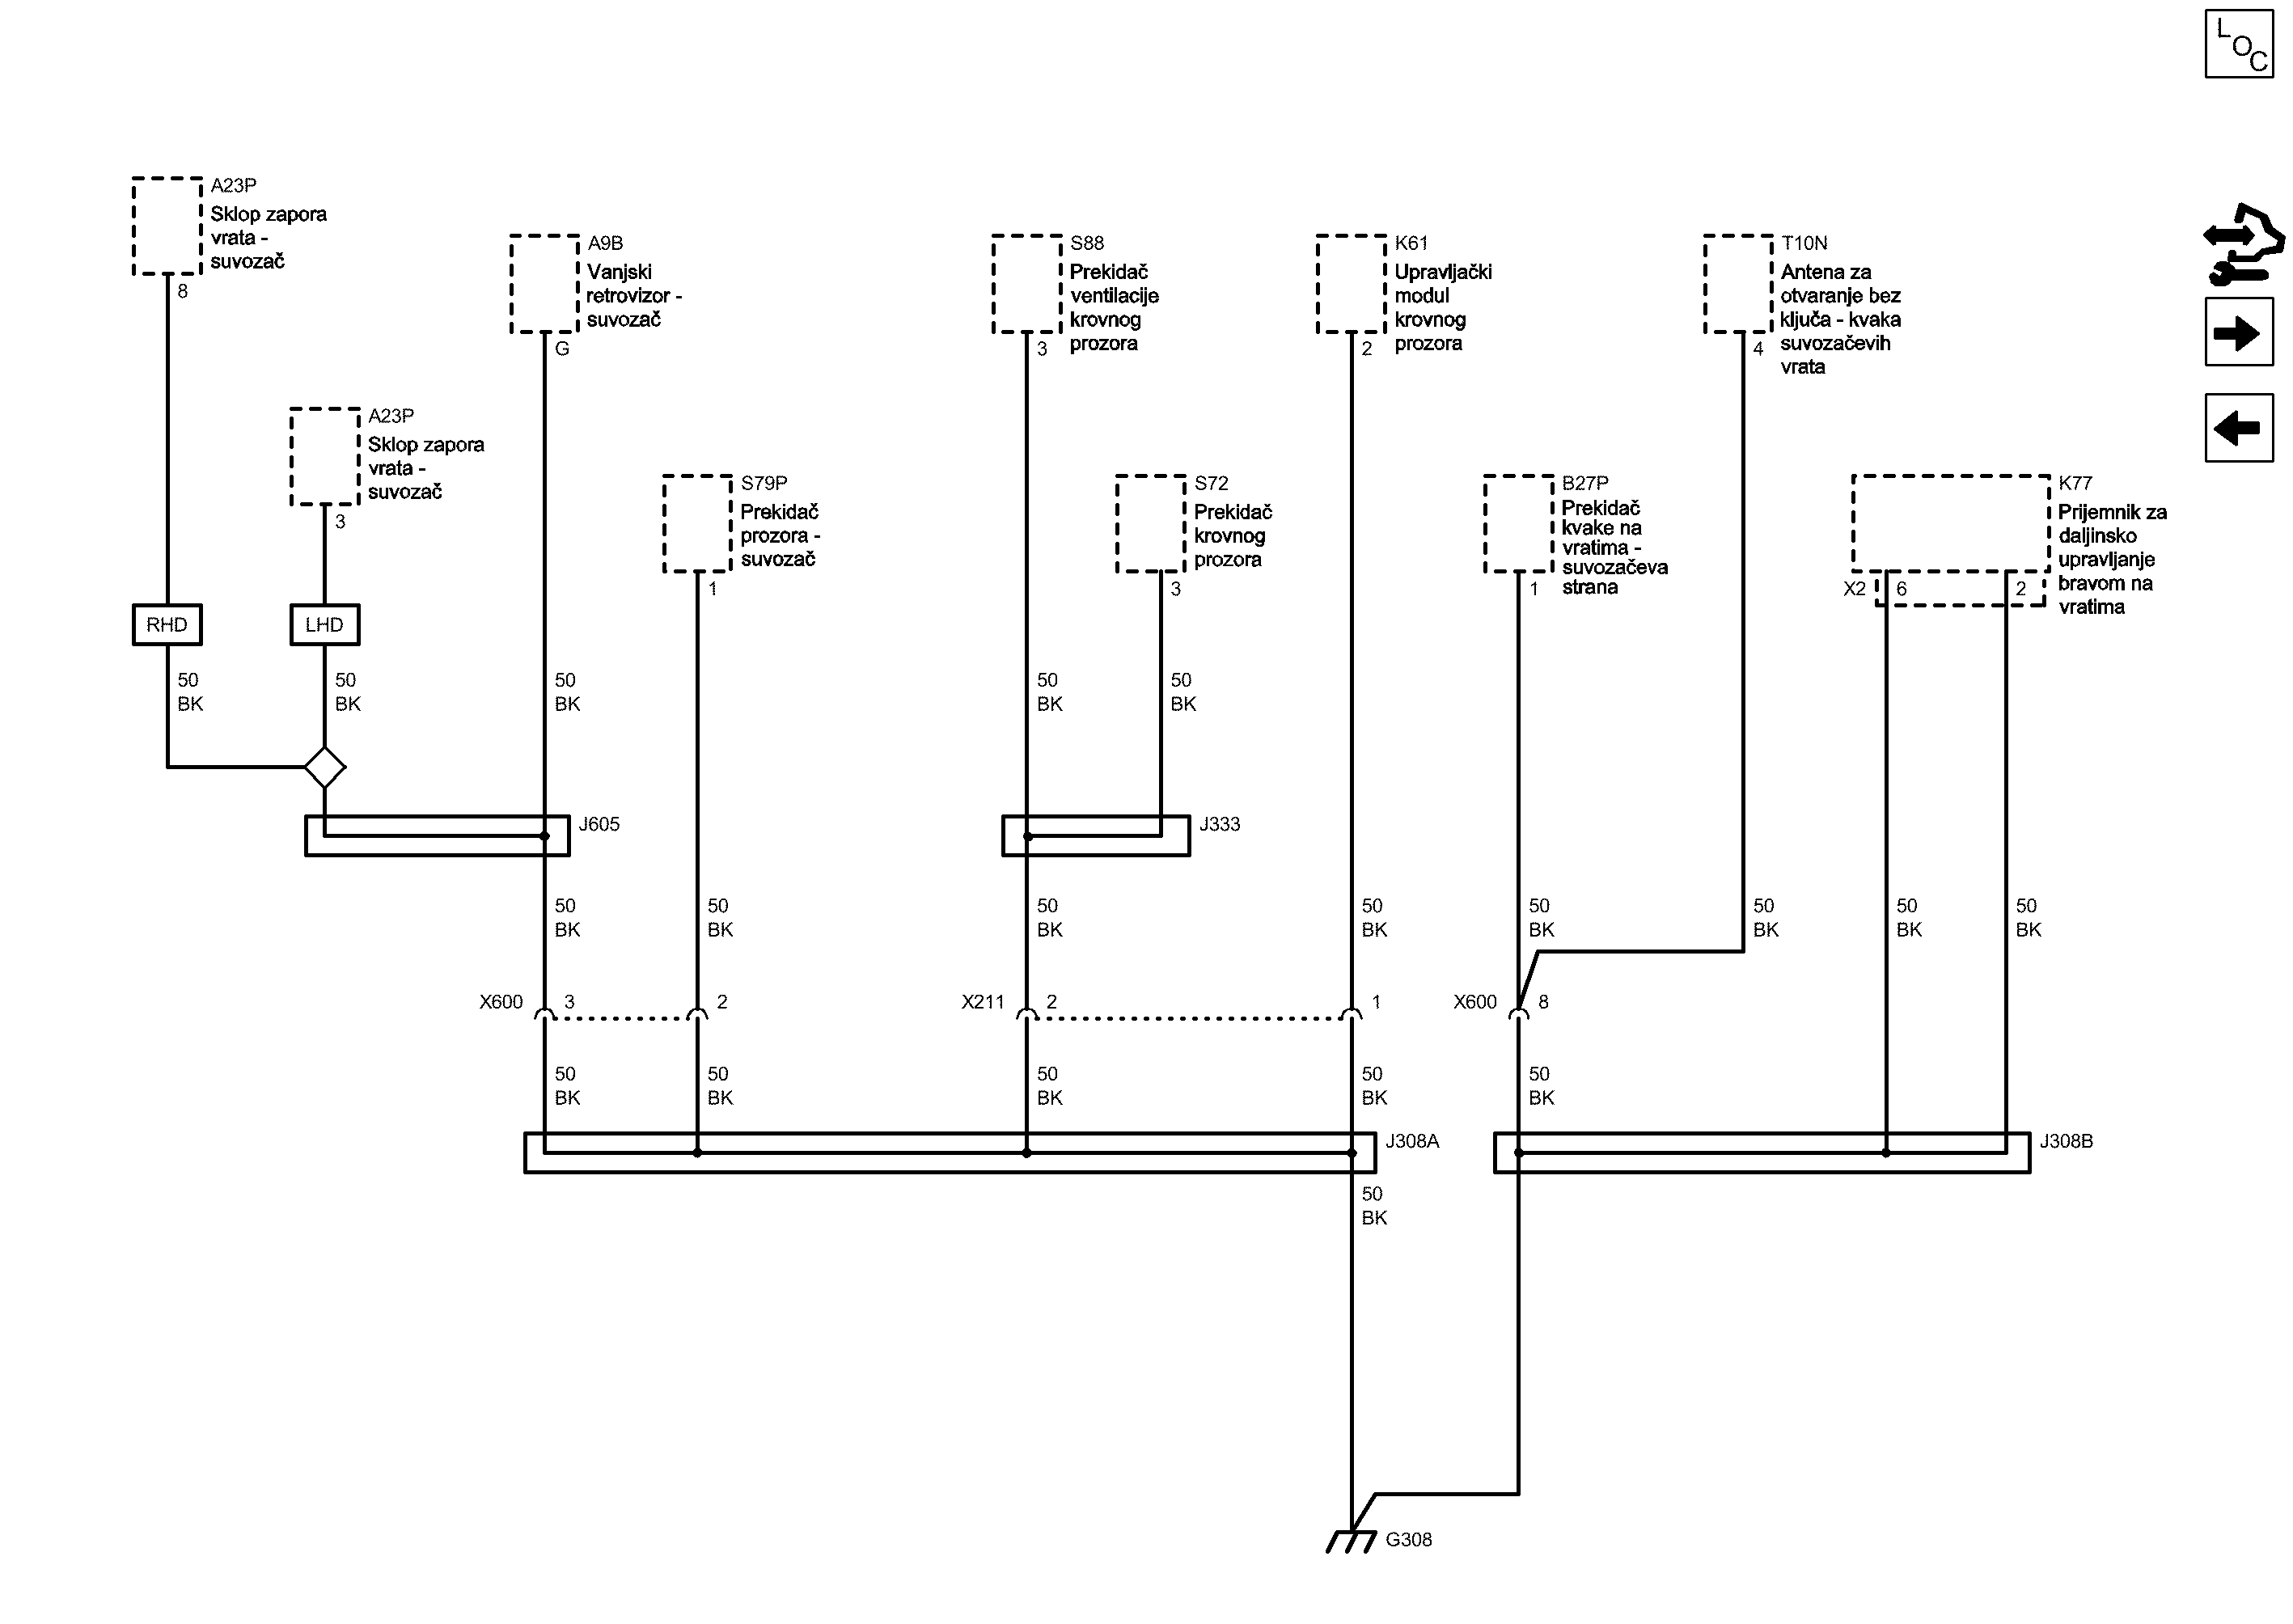 LOC
A23P
Sklop zapora
vrata -
suvozač
8
A9B
Vanjski
retrovizor -
suvozač
G
S88
Prekidač
ventilacije
krovnog
prozora
3
K61
Upravljački
modul
krovnog
prozora
2
T10N
Antena za
otvaranje bez
ključa - kvaka
suvozačevih
vrata
4
A23P
Sklop zapora
vrata -
suvozač
3
S79P
Prekidač
prozora -
suvozač
1
S72
Prekidač
krovnog
prozora
3
B27P
Prekidač
kvake na
vratima -
suvozačeva
strana
1
K77
Prijemnik za
daljinsko
upravljanje
bravom na
vratima
X2 6 2
RHD LHD
50 50 50 50 50
BK BK BK BK BK
J605 J333
50 50 50 50 50 50 50 50
BK BK BK BK BK BK BK BK
X600 3 2 X211 2 1 X600 8
50 50 50 50 50
BK BK BK BK BK
J308A J308B
50
BK
G308